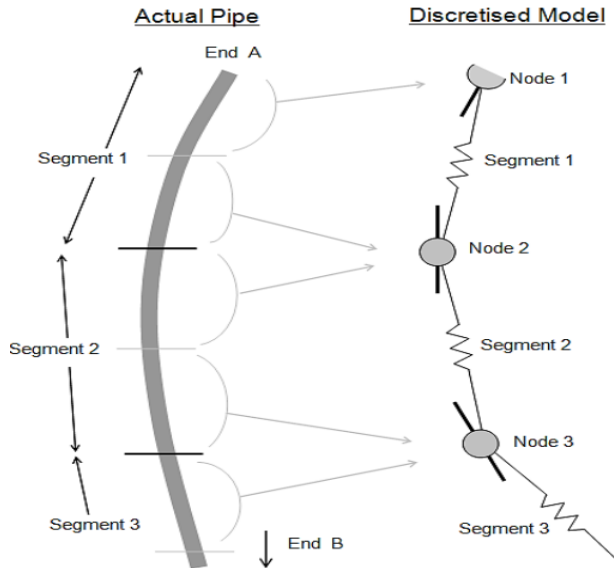 Actual Pipe
Discretised Model
End A
Node 1
Segment 1
Segment 1
Node 2
Segment 2
Segment 2
Node 3
Segment 3
Segment 3
End B